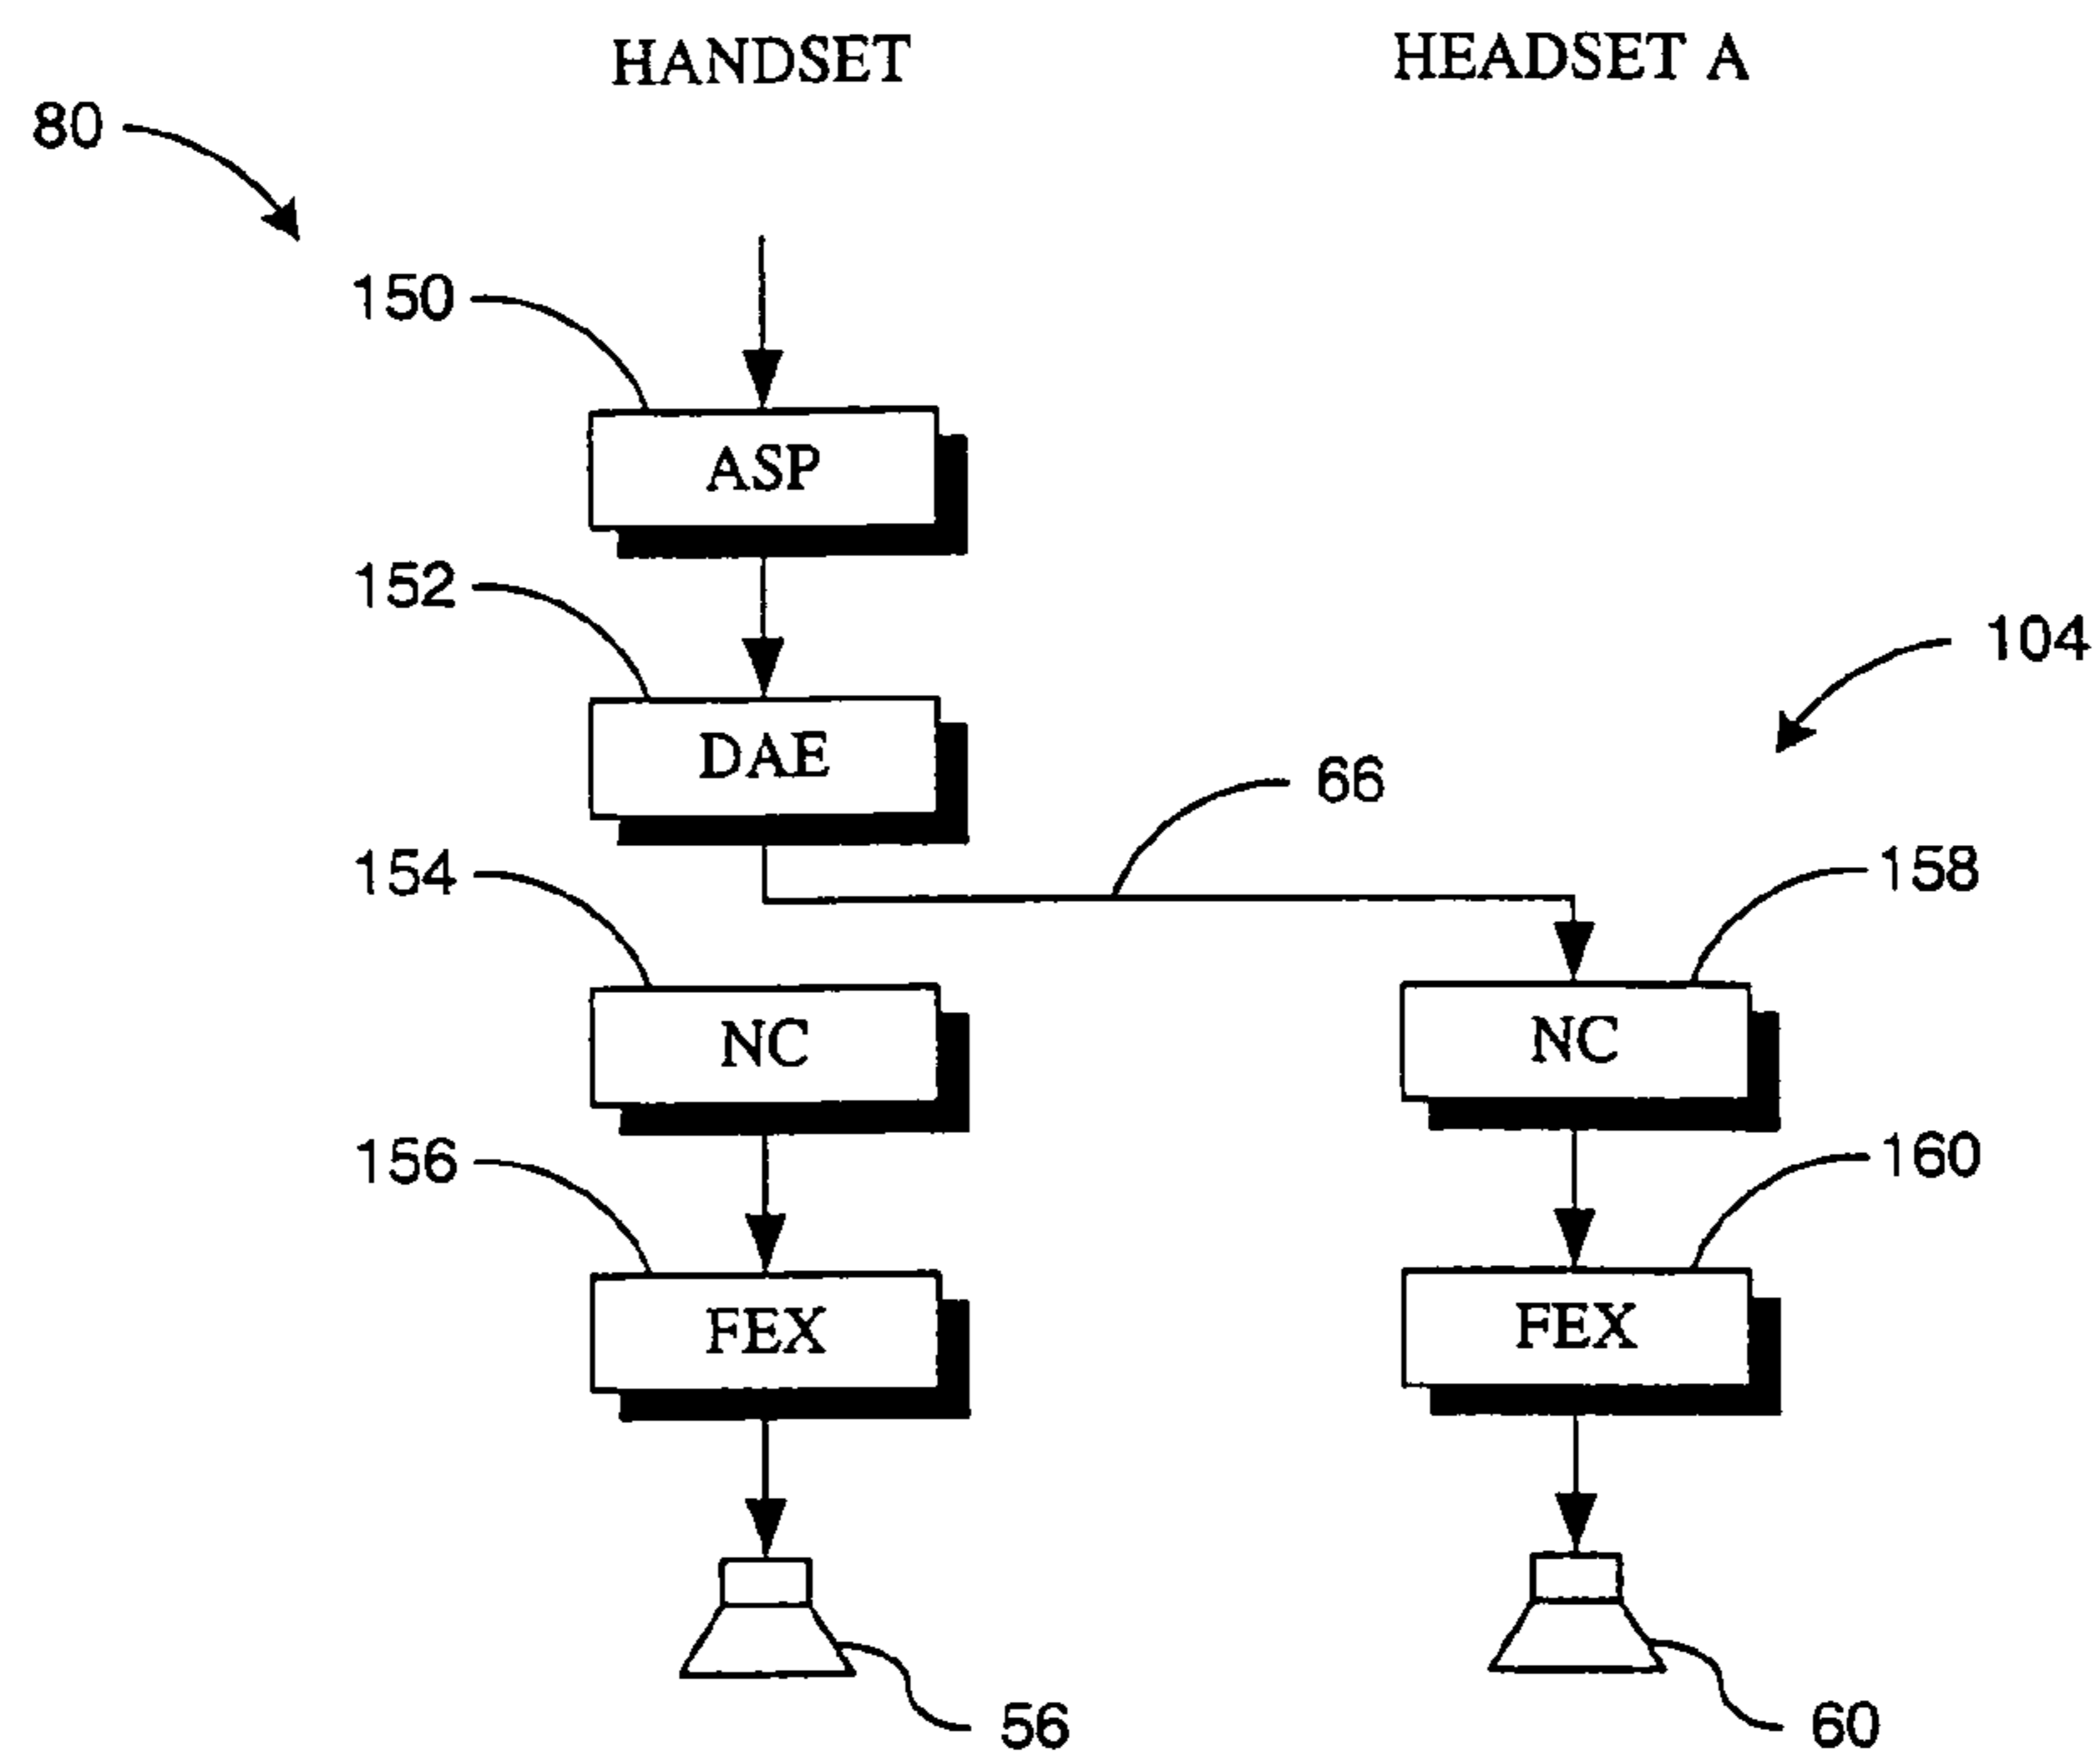 HANDSET
HEADSET A
80
150
ASP
152
104
DAE
66
154
158
NC
NC
156
160
FEX
FEX
56
60